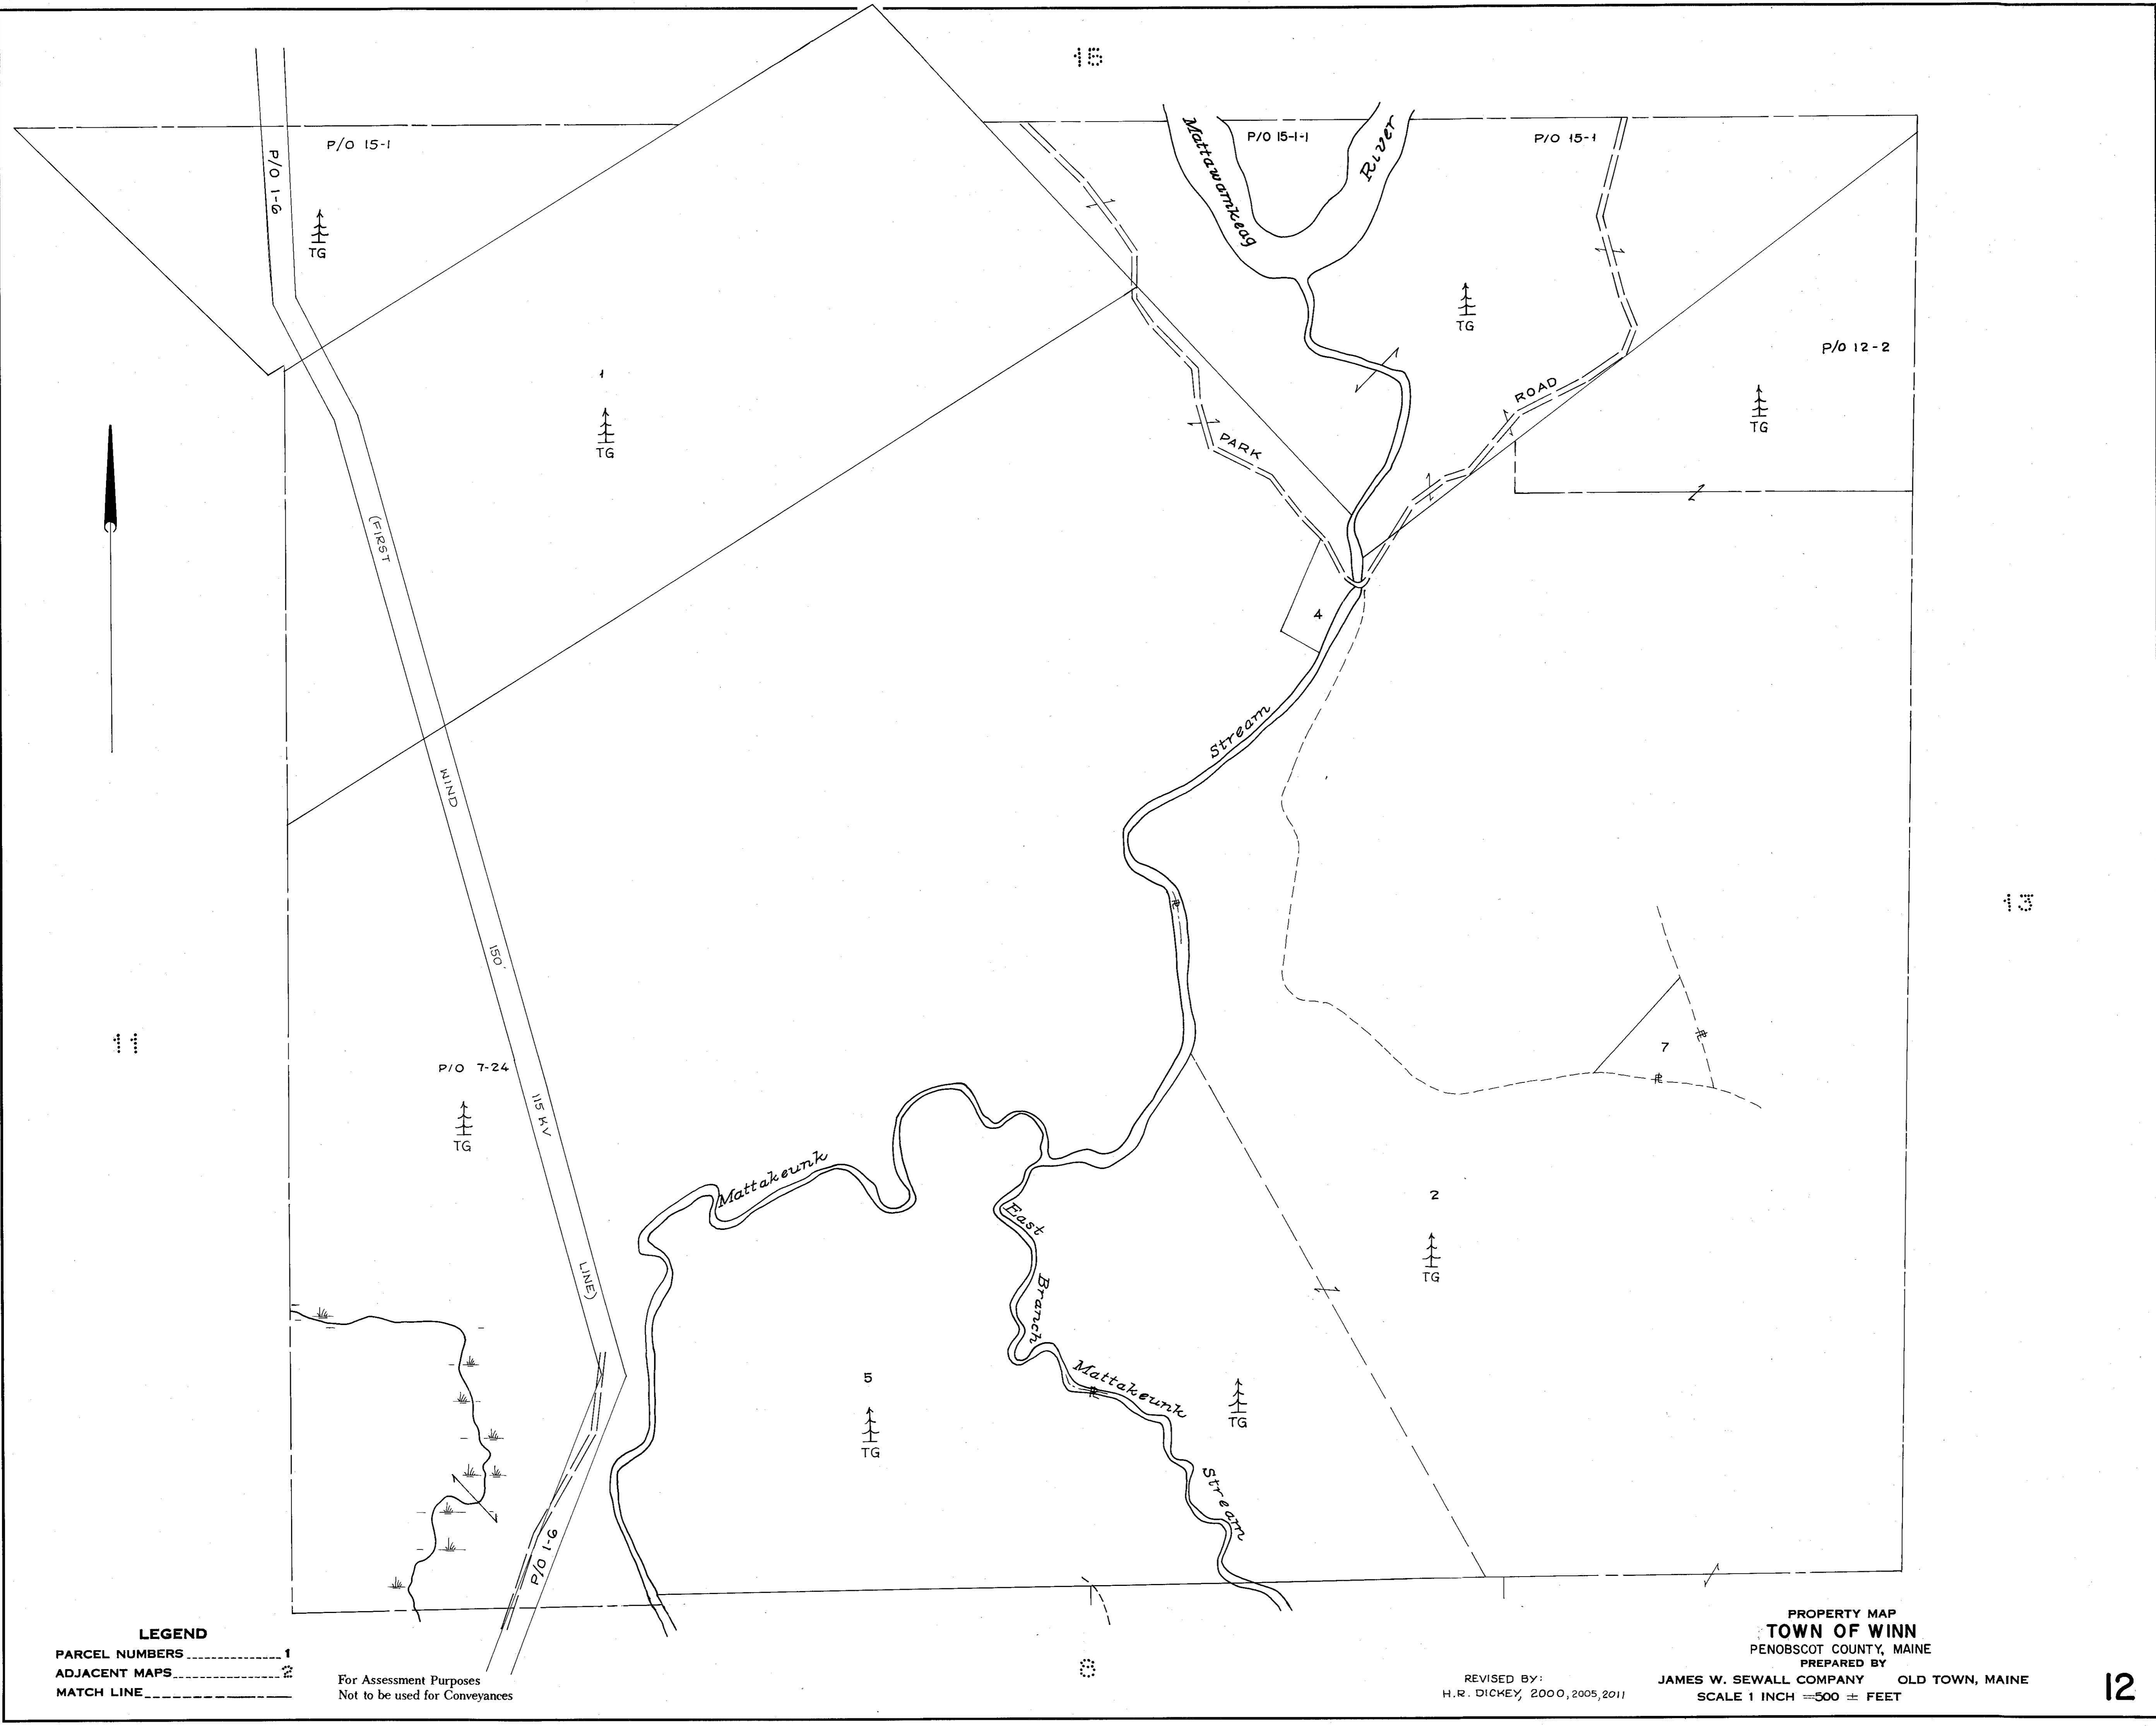 15
P/O 15-1
P/O 1-6
TG
Mattawamkeag
River
P/O 15-1-1
P/O 15-1
TG
P/O 12-2
TG
1
TG
PARK
ROAD
(FIRST
WIND
150'
115 KV
LINE)
4
Stream
13
11
7
P/O 7-24
TG
Mattakeunk
East
Branch
Mattakeunk
Stream
2
TG
5
TG
TG
P/O 1-6
8
LEGEND
PARCEL NUMBERS 1
ADJACENT MAPS 2
MATCH LINE
For Assessment Purposes
Not to be used for Conveyances
REVISED BY:
H.R. DICKEY, 2000, 2005, 2011
PROPERTY MAP
TOWN OF WINN
PENOBSCOT COUNTY, MAINE
PREPARED BY
JAMES W. SEWALL COMPANY OLD TOWN, MAINE
SCALE 1 INCH = 500 ± FEET
12